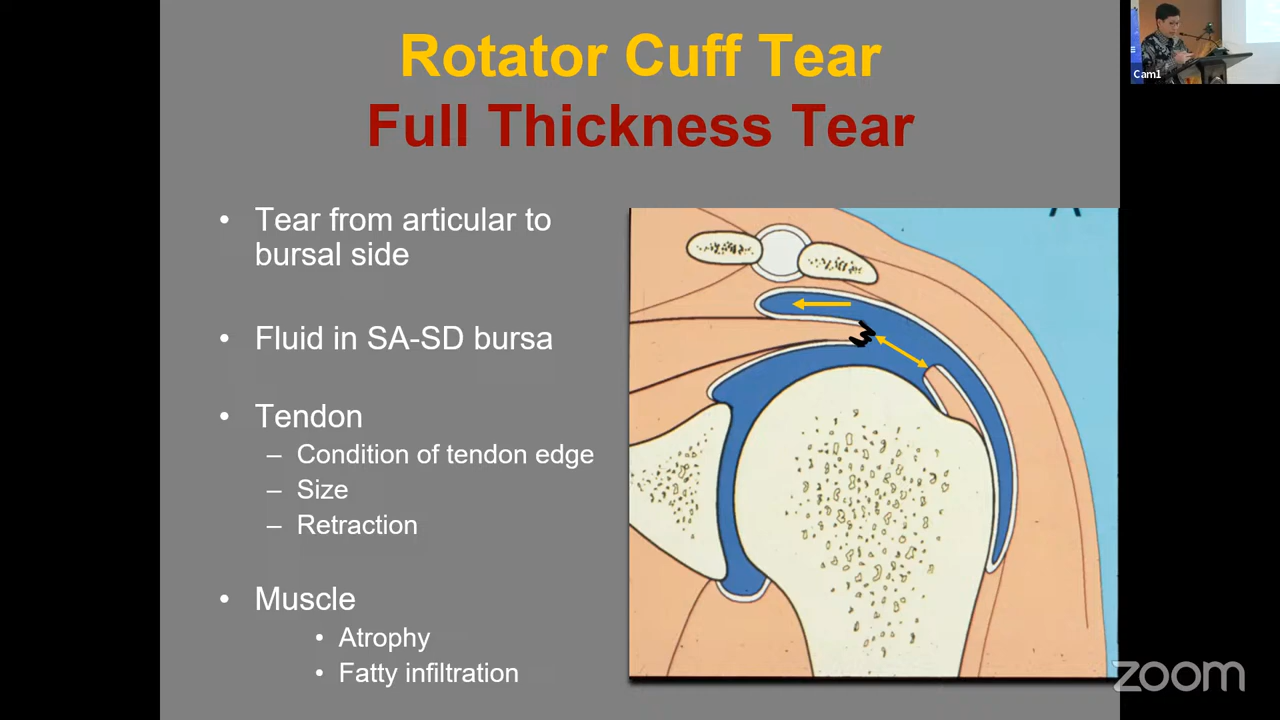 Rotator Cuff Tear
Full Thickness Tear
Cam1
• Tear from articular to
bursal side
• Fluid in SA-SD bursa
• Tendon
– Condition of tendon edge
– Size
– Retraction
• Muscle
• Atrophy
• Fatty infiltration
zoom